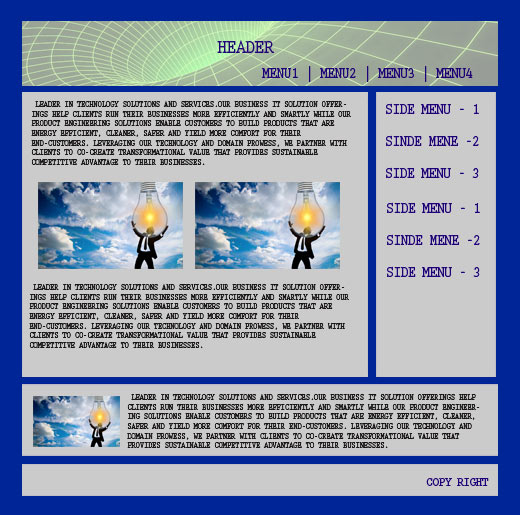 HEADER
MENU1 | MENU2 | MENU3 | MENU4
LEADER IN TECHNOLOGY SOLUTIONS AND SERVICES.OUR BUSINESS IT SOLUTION OFFER-
INGS HELP CLIENTS RUN THEIR BUSINESSES MORE EFFICIENTLY AND SMARTLY WHILE OUR
PRODUCT ENGINEERING SOLUTIONS ENABLE CUSTOMERS TO BUILD PRODUCTS THAT ARE
ENERGY EFFICIENT, CLEANER, SAFER AND YIELD MORE COMFORT FOR THEIR
END-CUSTOMERS. LEVERAGING OUR TECHNOLOGY AND DOMAIN PROWESS, WE PARTNER WITH
CLIENTS TO CO-CREATE TRANSFORMATIONAL VALUE THAT PROVIDES SUSTAINABLE
COMPETITIVE ADVANTAGE TO THEIR BUSINESSES.
LEADER IN TECHNOLOGY SOLUTIONS AND SERVICES.OUR BUSINESS IT SOLUTION OFFER-
INGS HELP CLIENTS RUN THEIR BUSINESSES MORE EFFICIENTLY AND SMARTLY WHILE OUR
PRODUCT ENGINEERING SOLUTIONS ENABLE CUSTOMERS TO BUILD PRODUCTS THAT ARE
ENERGY EFFICIENT, CLEANER, SAFER AND YIELD MORE COMFORT FOR THEIR
END-CUSTOMERS. LEVERAGING OUR TECHNOLOGY AND DOMAIN PROWESS, WE PARTNER WITH
CLIENTS TO CO-CREATE TRANSFORMATIONAL VALUE THAT PROVIDES SUSTAINABLE
COMPETITIVE ADVANTAGE TO THEIR BUSINESSES.
SIDE MENU - 1
SINDE MENE -2
SIDE MENU - 3
SIDE MENU - 1
SINDE MENE -2
SIDE MENU - 3
LEADER IN TECHNOLOGY SOLUTIONS AND SERVICES.OUR BUSINESS IT SOLUTION OFFERINGS HELP
CLIENTS RUN THEIR BUSINESSES MORE EFFICIENTLY AND SMARTLY WHILE OUR PRODUCT ENGINEER-
ING SOLUTIONS ENABLE CUSTOMERS TO BUILD PRODUCTS THAT ARE ENERGY EFFICIENT, CLEANER,
SAFER AND YIELD MORE COMFORT FOR THEIR END-CUSTOMERS. LEVERAGING OUR TECHNOLOGY AND
DOMAIN PROWESS, WE PARTNER WITH CLIENTS TO CO-CREATE TRANSFORMATIONAL VALUE THAT
PROVIDES SUSTAINABLE COMPETITIVE ADVANTAGE TO THEIR BUSINESSES.
COPY RIGHT